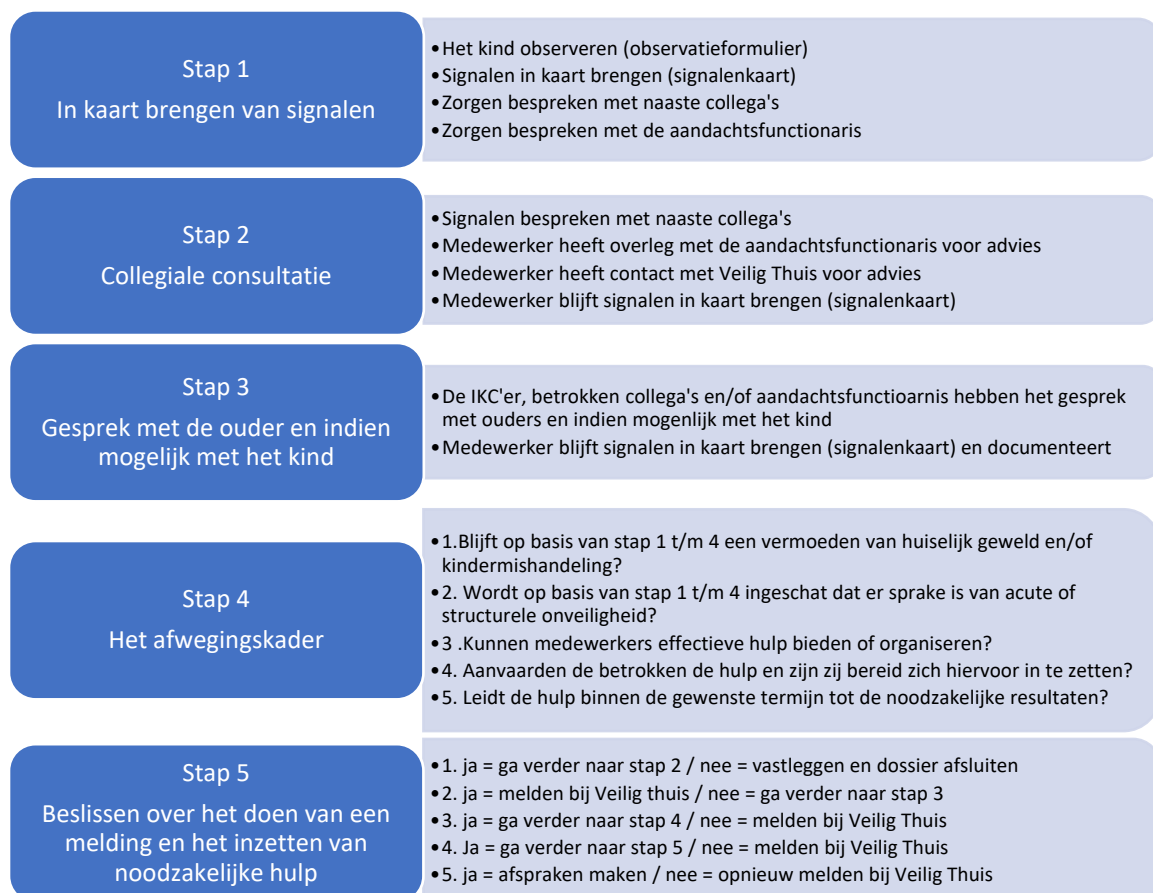 Stap 1
In kaart brengen van signalen
•Het kind observeren (observatieformulier)
•Signalen in kaart brengen (signalenkaart)
•Zorgen bespreken met naaste collega's
•Zorgen bespreken met de aandachtsfunctionaris
Stap 2
Collegiale consultatie
•Signalen bespreken met naaste collega's
•Medewerker heeft overleg met de aandachtsfunctionaris voor advies
•Medewerker heeft contact met Veilig Thuis voor advies
•Medewerker blijft signalen in kaart brengen (signalenkaart)
Stap 3
Gesprek met de ouder en indien
mogelijk met het kind
•De IKC'er, betrokken collega's en/of aandachtsfunctioarnis hebben het gesprek
met ouders en indien mogenlijk met het kind
•Medewerker blijft signalen in kaart brengen (signalenkaart) en documenteert
Stap 4
Het afwegingskader
•1.Blijft op basis van stap 1 t/m 4 een vermoeden van huiselijk geweld en/of
kindermishandeling?
•2. Wordt op basis van stap 1 t/m 4 ingeschat dat er sprake is van acute of
structurele onveiligheid?
•3 .Kunnen medewerkers effectieve hulp bieden of organiseren?
•4. Aanvaarden de betrokken de hulp en zijn zij bereid zich hiervoor in te zetten?
•5. Leidt de hulp binnen de gewenste termijn tot de noodzakelijke resultaten?
Stap 5
Beslissen over het doen van een
melding en het inzetten van
noodzakelijke hulp
•1. ja = ga verder naar stap 2 / nee = vastleggen en dossier afsluiten
•2. ja = melden bij Veilig thuis / nee = ga verder naar stap 3
•3. ja = ga verder naar stap 4 / nee = melden bij Veilig Thuis
•4. Ja = ga verder naar stap 5 / nee = melden bij Veilig Thuis
•5. ja = afspraken maken / nee = opnieuw melden bij Veilig Thuis